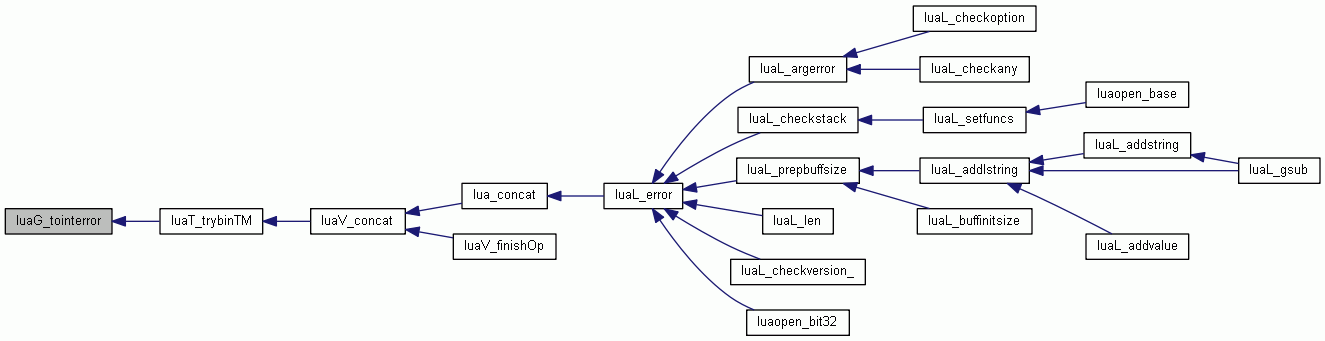 luaG_tointerror
luaT_trybinTM
luaV_concat
lua_concat
luaV_finishOp
luaL_error
luaL_argerror
luaL_checkoption
luaL_checkany
luaL_checkstack
luaL_setfuncs
luaopen_base
luaL_prepbuffsize
luaL_addlstring
luaL_addstring
luaL_gsub
luaL_addvalue
luaL_buffinitsize
luaL_len
luaL_checkversion_
luaopen_bit32